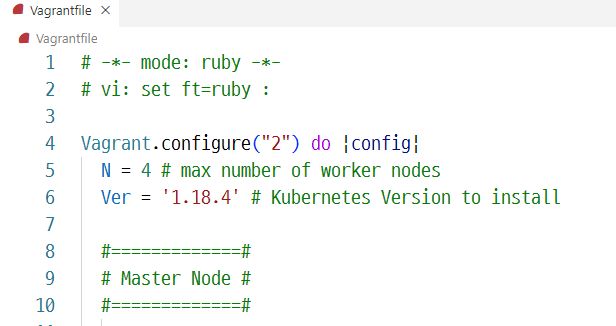 Vagrantfile ×
Vagrantfile
1 # -*- mode: ruby -*-
2 # vi: set ft=ruby :
3
4 Vagrant.configure("2") do |config|
5 N = 4 # max number of worker nodes
6 Ver = '1.18.4' # Kubernetes Version to install
7
8 #=============#
9 # Master Node #
10 #=============#